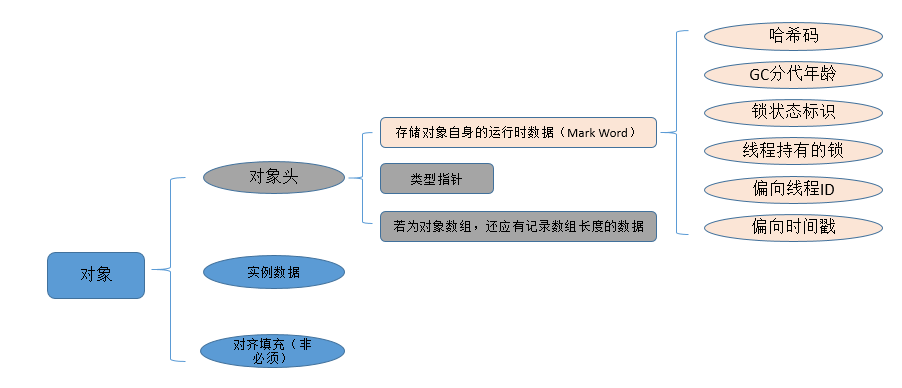 哈希码
GC分代年龄
锁状态标识
线程持有的锁
偏向线程ID
偏向时间戳
存储对象自身的运行时数据（Mark Word）
类型指针
若为对象数组，还应有记录数组长度的数据
对象头
实例数据
对齐填充（非
必须）
对象